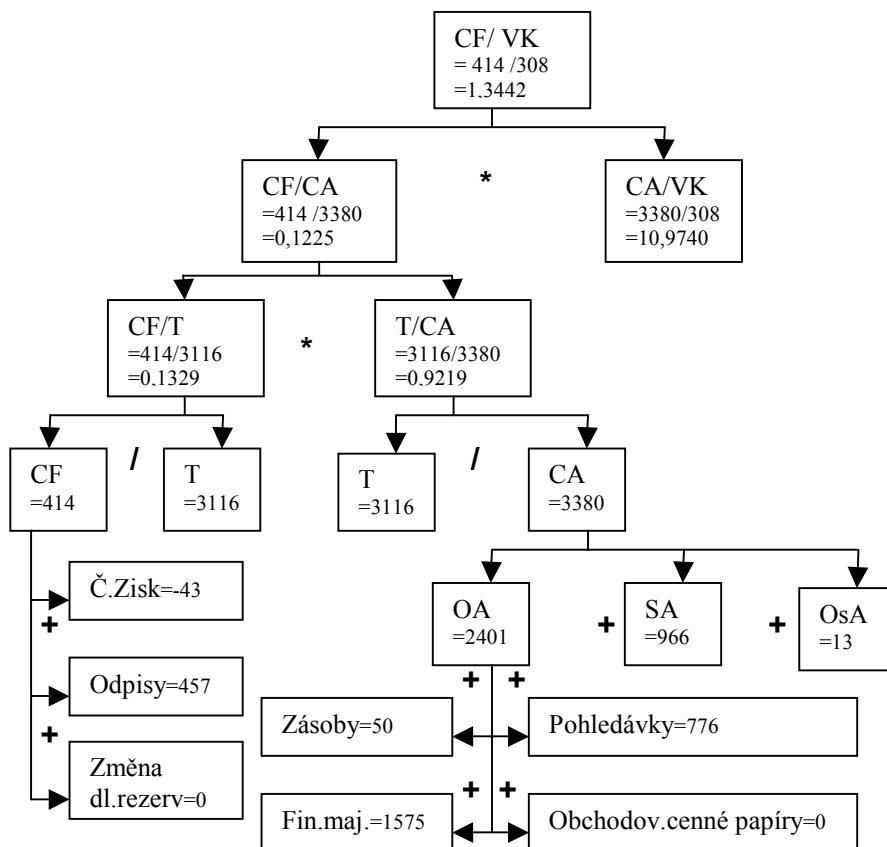 CF/ VK
= 414 /308
=1,3442
CF/CA
=414 /3380
=0,1225
*
CA/VK
=3380/308
=10,9740
CF/T
=414/3116
=0,1329
*
T/CA
=3116/3380
=0,9219
CF
=414
/
T
=3116
T
=3116
/
CA
=3380
Č.Zisk=-43
+
Odpisy=457
+
Změna
dl.rezerv=0
OA
=2401
+
SA
=966
+
OsA
=13
+ +
Zásoby=50
Pohledávky=776
+ +
Fin.maj.=1575
Obchodov.cenné papíry=0